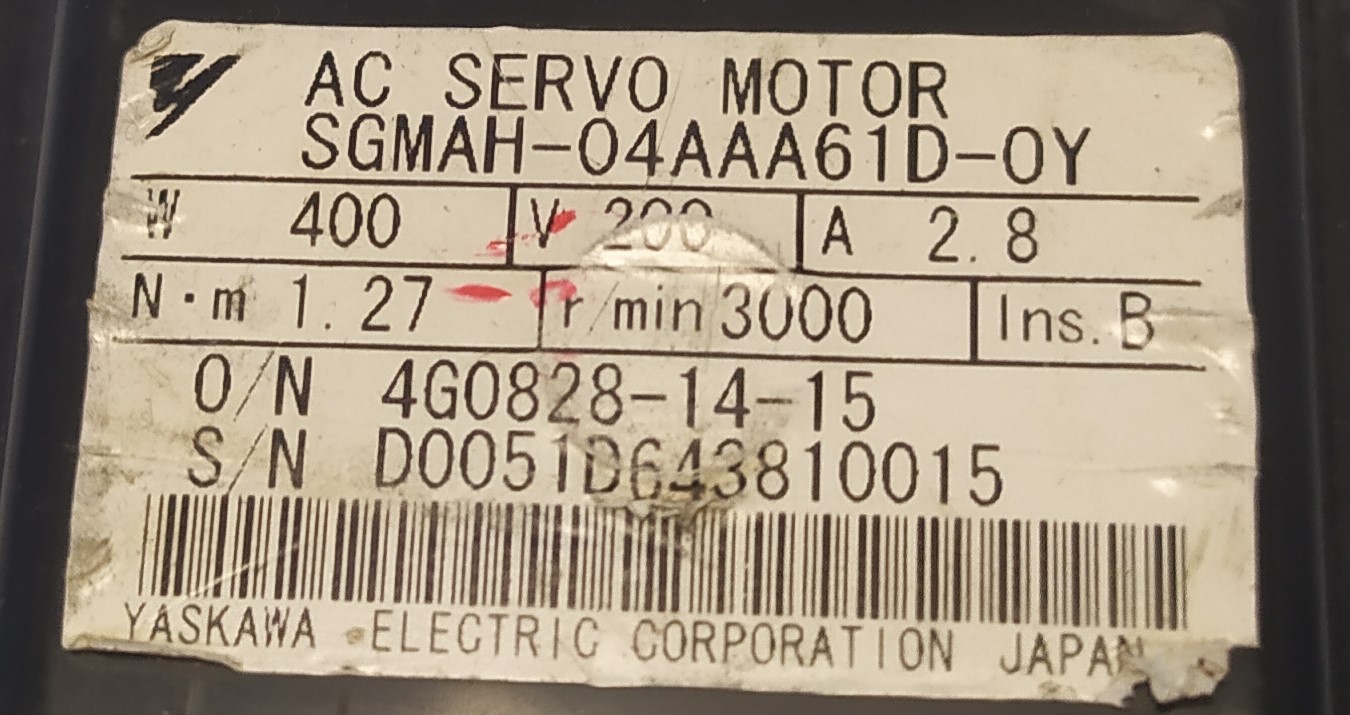 AC SERVO MOTOR
SGMAH-04AAA61D-0Y
W 400 V 200 A 2.8
N·m 1.27 r/min 3000 Ins. B
O/N 4G0828-14-15
S/N D0051D643810015
YASKAWA ELECTRIC CORPORATION JAPAN